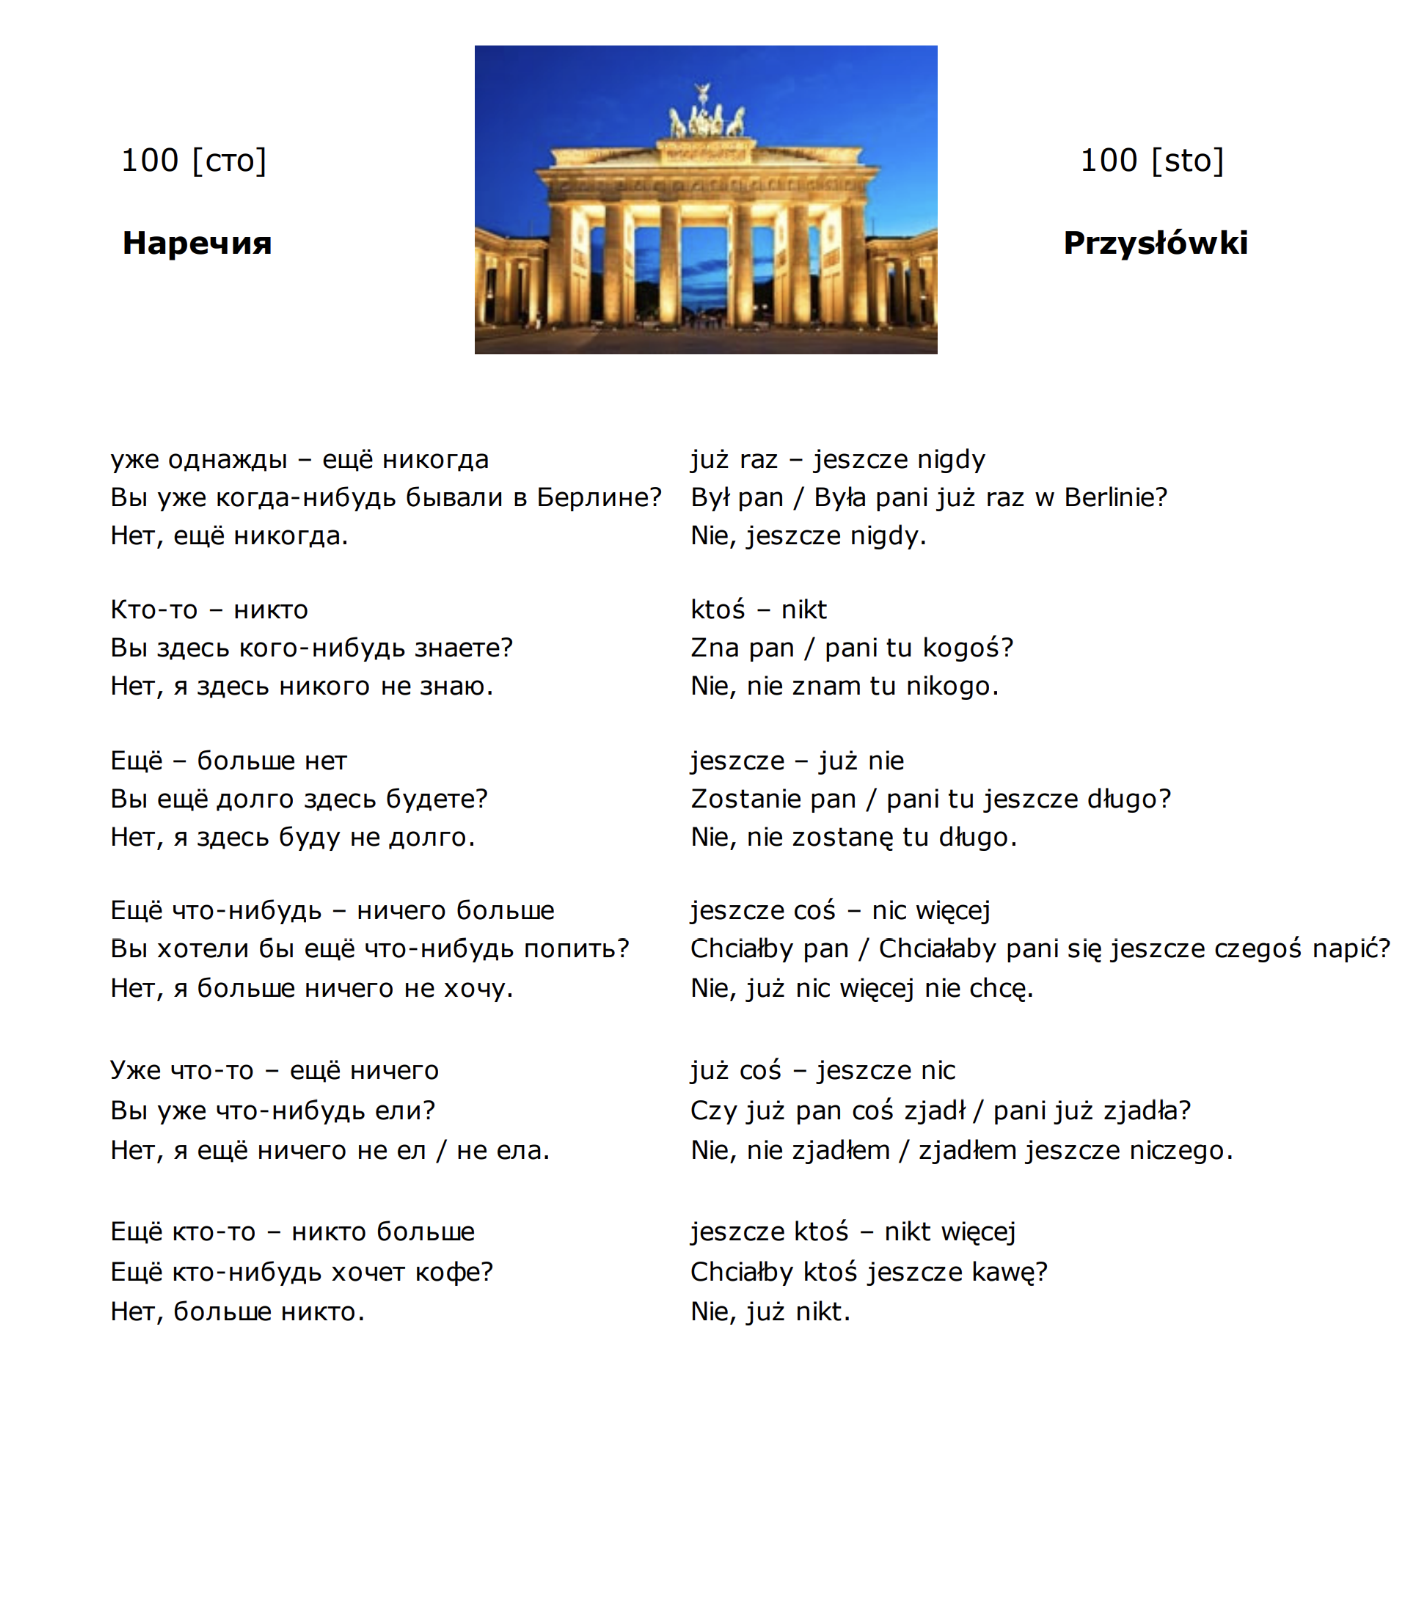 100 [сто]
Наречия
100 [sto]
Przysłówki
уже однажды – ещё никогда
Вы уже когда-нибудь бывали в Берлине?
Нет, ещё никогда.
już raz – jeszcze nigdy
Był pan / Była pani już raz w Berlinie?
Nie, jeszcze nigdy.
Кто-то – никто
Вы здесь кого-нибудь знаете?
Нет, я здесь никого не знаю.
ktoś – nikt
Zna pan / pani tu kogoś?
Nie, nie znam tu nikogo.
Ещё – больше нет
Вы ещё долго здесь будете?
Нет, я здесь буду не долго.
jeszcze – już nie
Zostanie pan / pani tu jeszcze długo?
Nie, nie zostanę tu długo.
Ещё что-нибудь – ничего больше
Вы хотели бы ещё что-нибудь попить?
Нет, я больше ничего не хочу.
jeszcze coś – nic więcej
Chciałby pan / Chciałaby pani się jeszcze czegoś napić?
Nie, już nic więcej nie chcę.
Уже что-то – ещё ничего
Вы уже что-нибудь ели?
Нет, я ещё ничего не ел / не ела.
już coś – jeszcze nic
Czy już pan coś zjadł / pani już zjadła?
Nie, nie zjadłem / zjadłem jeszcze niczego.
Ещё кто-то – никто больше
Ещё кто-нибудь хочет кофе?
Нет, больше никто.
jeszcze ktoś – nikt więcej
Chciałby ktoś jeszcze kawę?
Nie, już nikt.